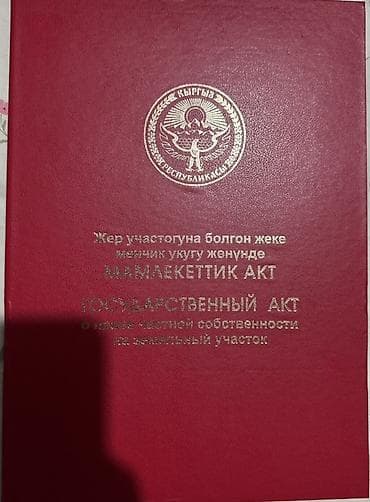 КЫРГЫЗ
РЕСПУБЛИКАСЫ
Жер участогуна болгон жеке
менчик укугу жөнүндө
МАМЛЕКЕТТИК АКТ
ГОСУДАРСТВЕННЫЙ АКТ
о праве частной собственности
на земельный участок